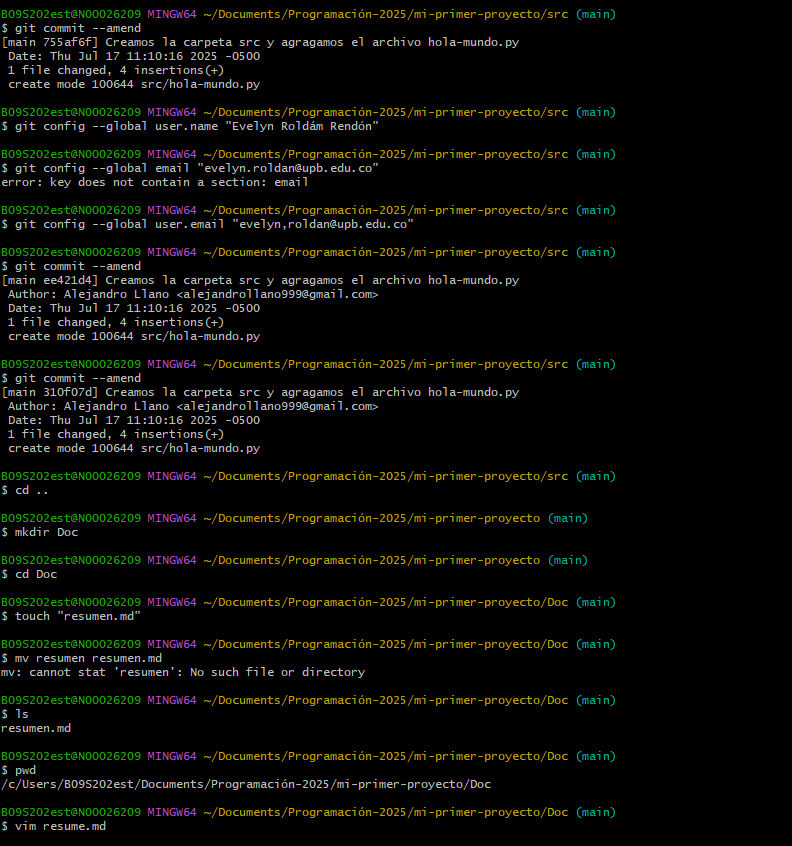 B09S202est@N00026209 MINGW64 ~/Documents/Programación-2025/mi-primer-proyecto/src (main)
$ git commit --amend
[main 755af6f] Creamos la carpeta src y agragamos el archivo hola-mundo.py
 Date: Thu Jul 17 11:10:16 2025 -0500
 1 file changed, 4 insertions(+)
 create mode 100644 src/hola-mundo.py
B09S202est@N00026209 MINGW64 ~/Documents/Programación-2025/mi-primer-proyecto/src (main)
$ git config --global user.name "Evelyn Roldám Rendón"
B09S202est@N00026209 MINGW64 ~/Documents/Programación-2025/mi-primer-proyecto/src (main)
$ git config --global email "evelyn.roldan@upb.edu.co"
error: key does not contain a section: email
B09S202est@N00026209 MINGW64 ~/Documents/Programación-2025/mi-primer-proyecto/src (main)
$ git config --global user.email "evelyn,roldan@upb.edu.co"
B09S202est@N00026209 MINGW64 ~/Documents/Programación-2025/mi-primer-proyecto/src (main)
$ git commit --amend
[main ee421d4] Creamos la carpeta src y agragamos el archivo hola-mundo.py
 Author: Alejandro Llano <alejandrollano999@gmail.com>
 Date: Thu Jul 17 11:10:16 2025 -0500
 1 file changed, 4 insertions(+)
 create mode 100644 src/hola-mundo.py
B09S202est@N00026209 MINGW64 ~/Documents/Programación-2025/mi-primer-proyecto/src (main)
$ git commit --amend
[main 310f07d] Creamos la carpeta src y agragamos el archivo hola-mundo.py
 Author: Alejandro Llano <alejandrollano999@gmail.com>
 Date: Thu Jul 17 11:10:16 2025 -0500
 1 file changed, 4 insertions(+)
 create mode 100644 src/hola-mundo.py
B09S202est@N00026209 MINGW64 ~/Documents/Programación-2025/mi-primer-proyecto/src (main)
$ cd ..
B09S202est@N00026209 MINGW64 ~/Documents/Programación-2025/mi-primer-proyecto (main)
$ mkdir Doc
B09S202est@N00026209 MINGW64 ~/Documents/Programación-2025/mi-primer-proyecto (main)
$ cd Doc
B09S202est@N00026209 MINGW64 ~/Documents/Programación-2025/mi-primer-proyecto/Doc (main)
$ touch "resumen.md"
B09S202est@N00026209 MINGW64 ~/Documents/Programación-2025/mi-primer-proyecto/Doc (main)
$ mv resumen resumen.md
mv: cannot stat 'resumen': No such file or directory
B09S202est@N00026209 MINGW64 ~/Documents/Programación-2025/mi-primer-proyecto/Doc (main)
$ ls
resumen.md
B09S202est@N00026209 MINGW64 ~/Documents/Programación-2025/mi-primer-proyecto/Doc (main)
$ pwd
/c/Users/B09S202est/Documents/Programación-2025/mi-primer-proyecto/Doc
B09S202est@N00026209 MINGW64 ~/Documents/Programación-2025/mi-primer-proyecto/Doc (main)
$ vim resume.md